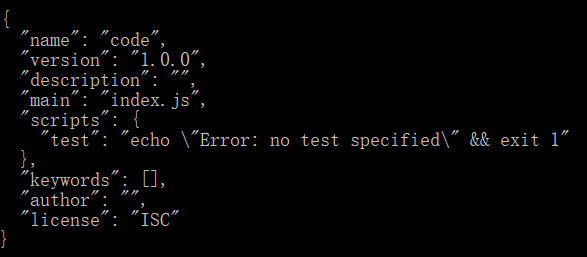 {
  "name": "code",
  "version": "1.0.0",
  "description": "",
  "main": "index.js",
  "scripts": {
    "test": "echo \"Error: no test specified\" && exit 1"
  },
  "keywords": [],
  "author": "",
  "license": "ISC"
}